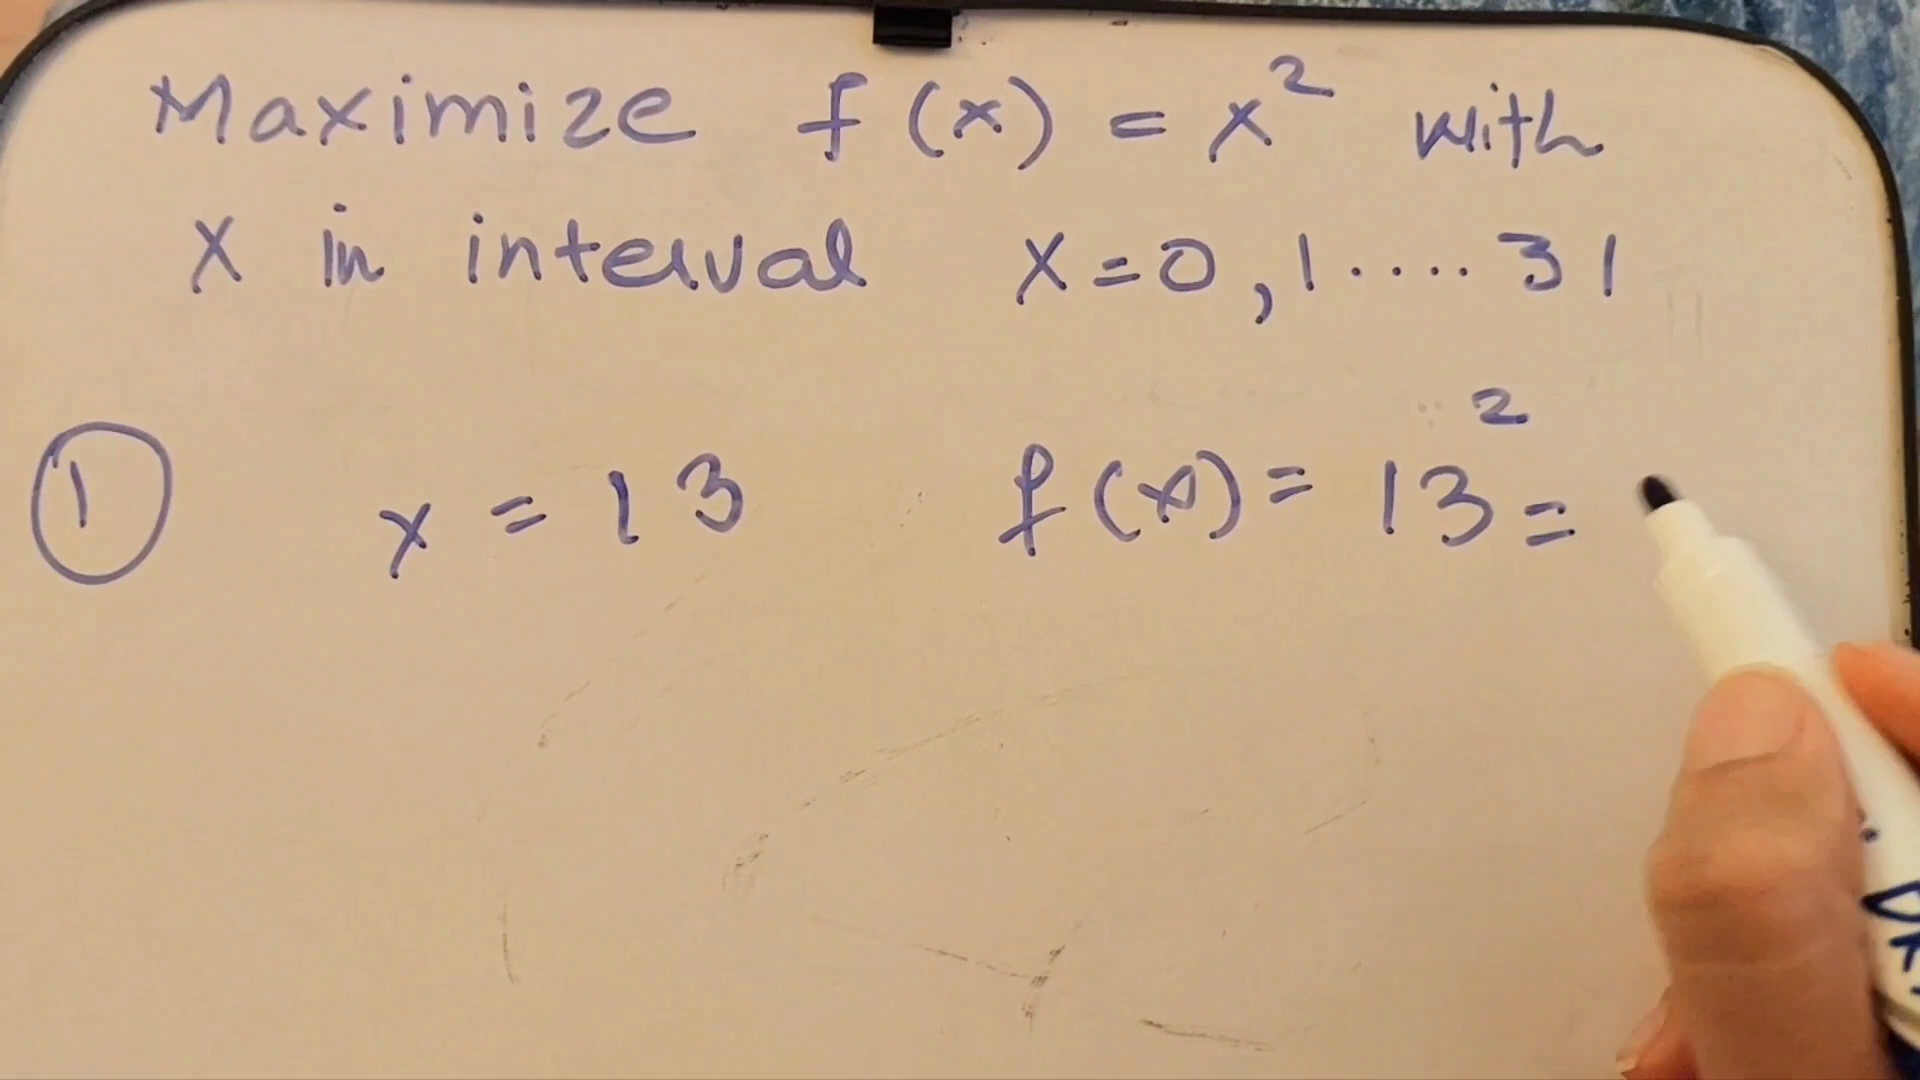 Maximize f(x) = x² with
x in interval x=0,1....31
1 x = 13 f(x) = 13² =